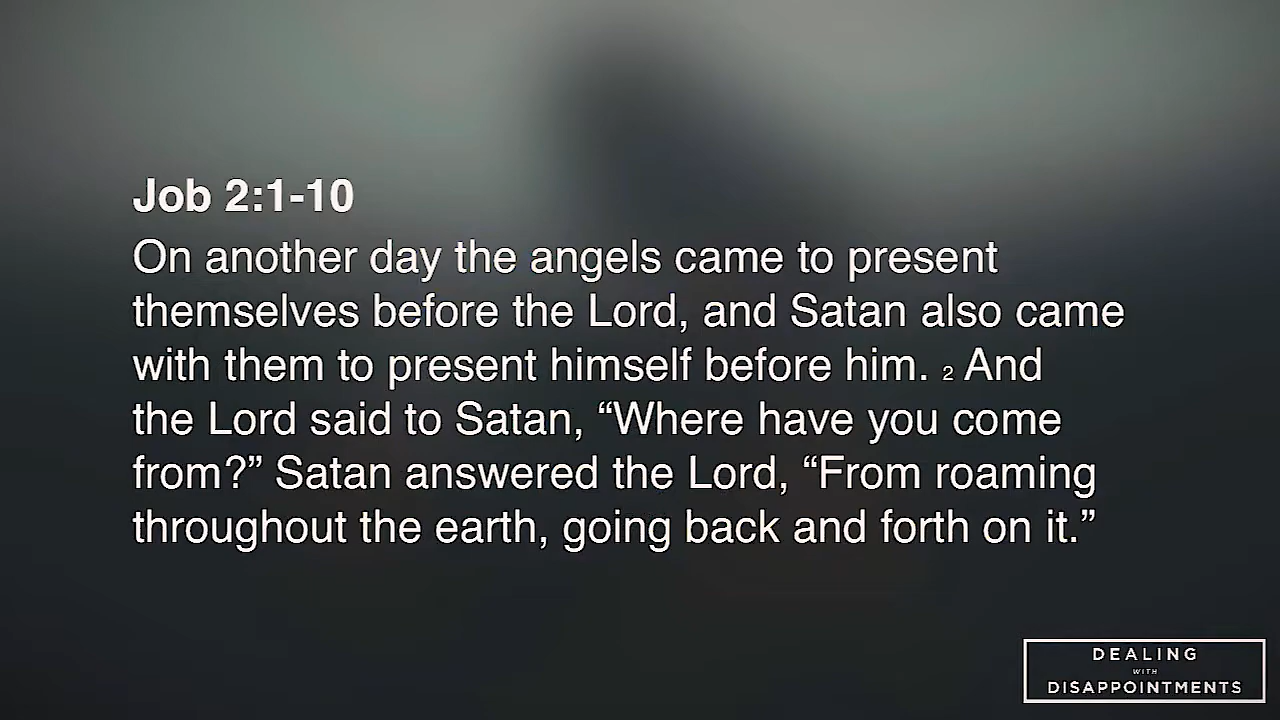 Job 2:1-10
On another day the angels came to present
themselves before the Lord, and Satan also came
with them to present himself before him. 2 And
the Lord said to Satan, “Where have you come
from?” Satan answered the Lord, “From roaming
throughout the earth, going back and forth on it.”
DEALING
WITH
DISAPPOINTMENTS